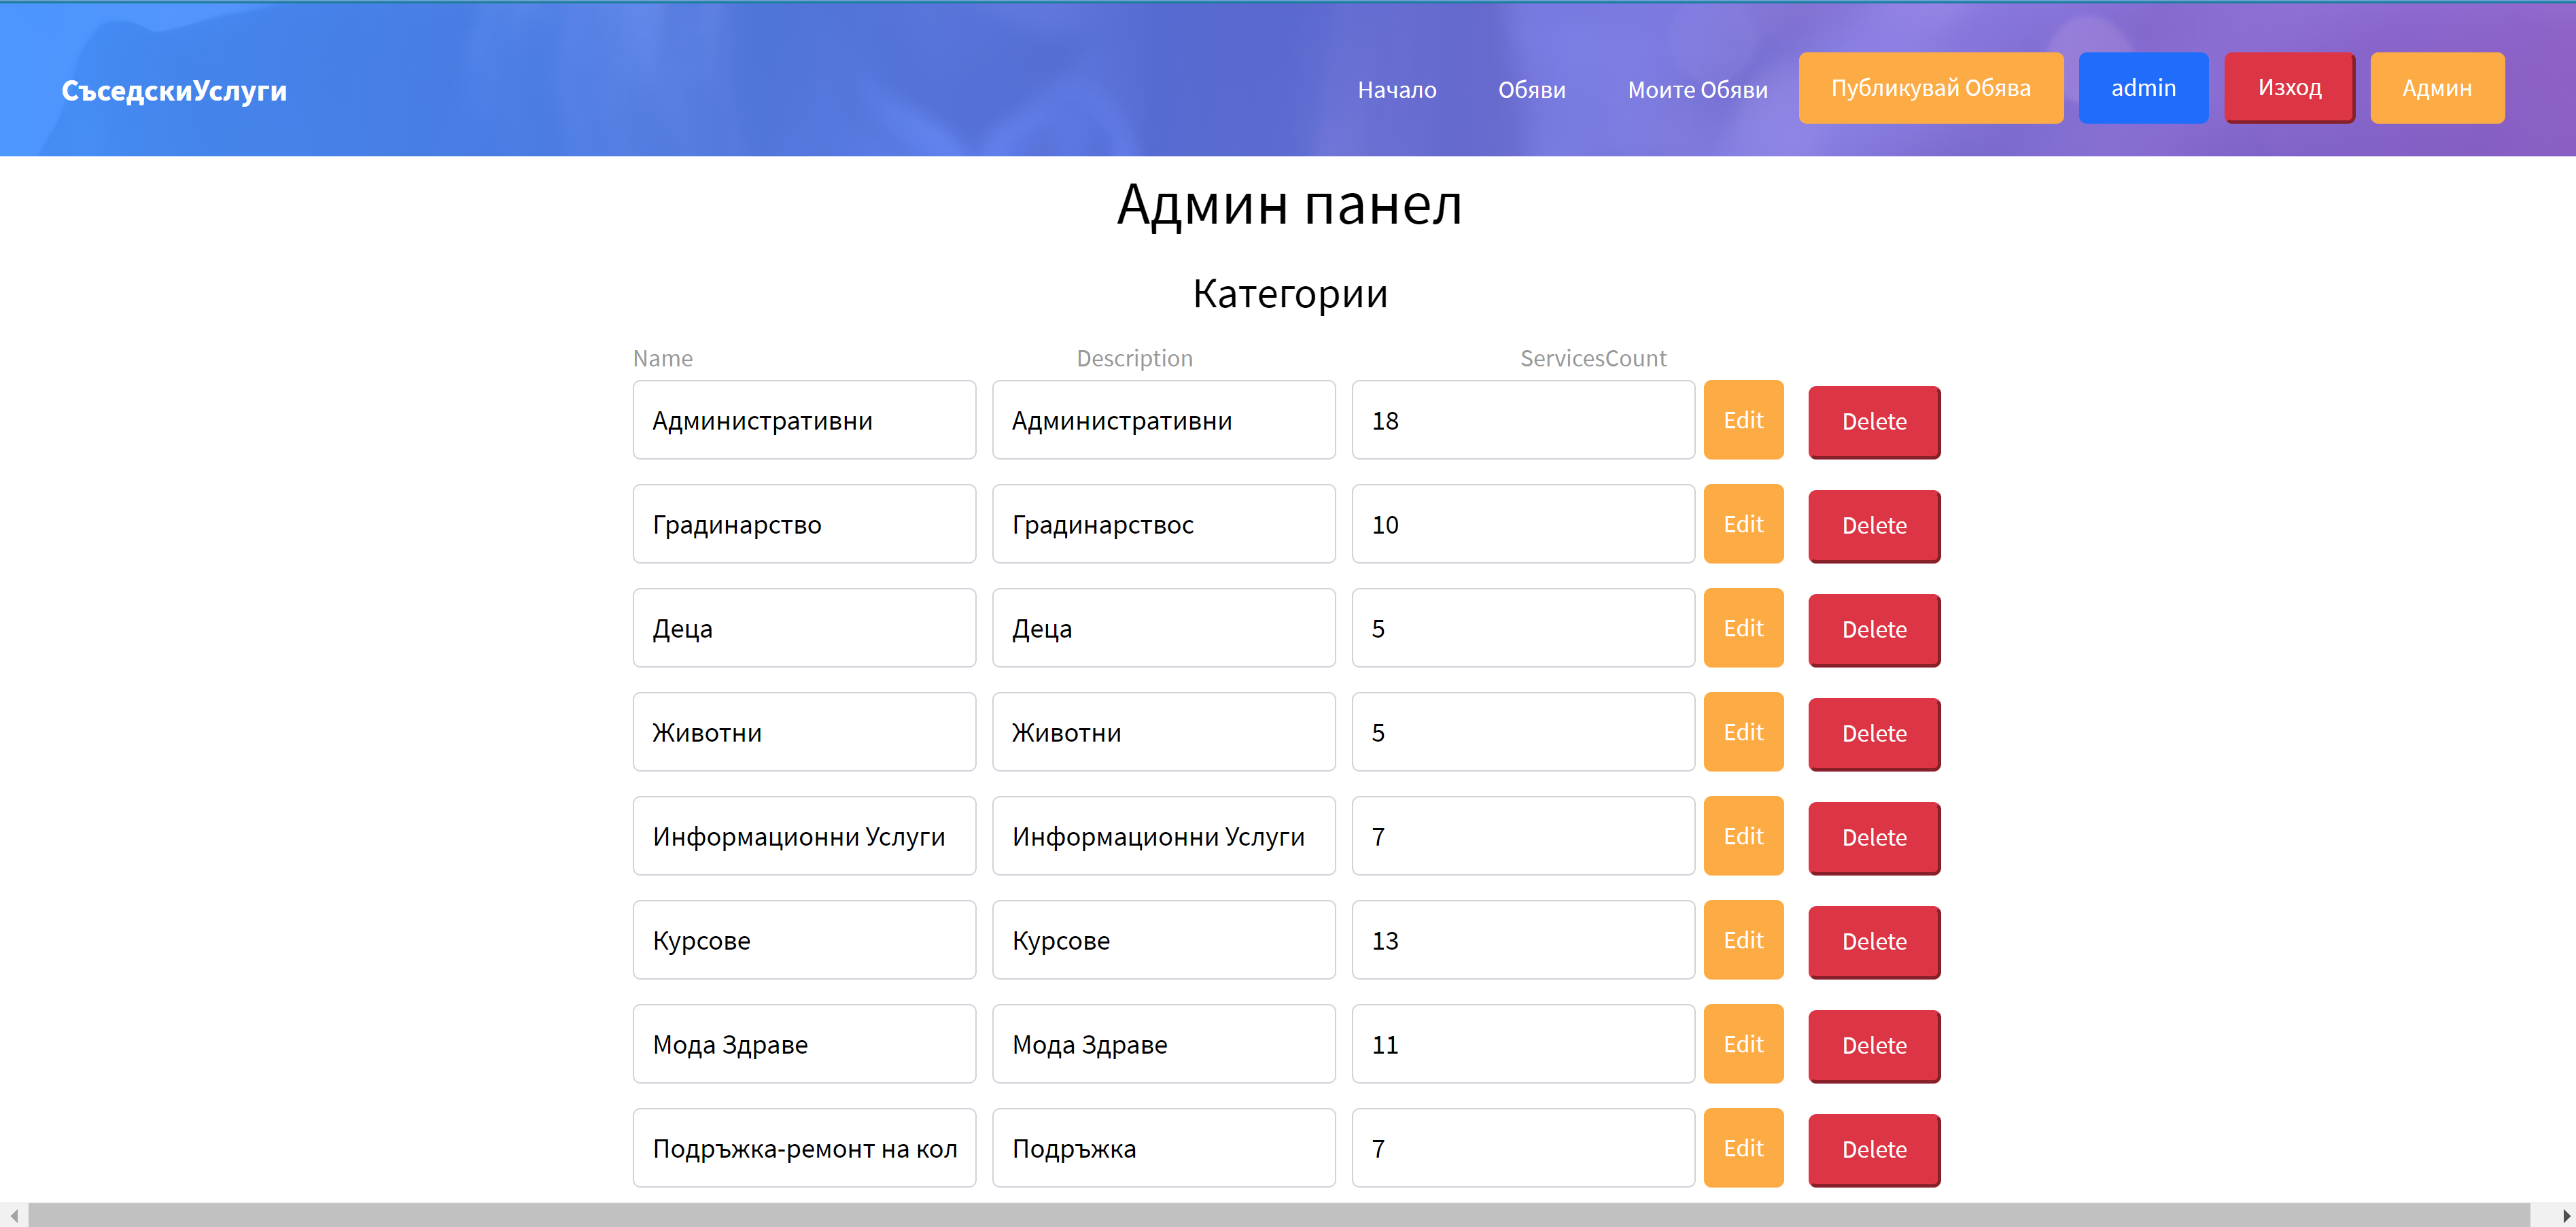 СъседскиУслуги Начало Обяви Моите Обяви Публикувай Обява admin Изход Админ
Админ панел
Категории
Name Description ServicesCount
Административни Административни 18 Edit Delete
Градинарство Градинарствос 10 Edit Delete
Деца Деца 5 Edit Delete
Животни Животни 5 Edit Delete
Информационни Услуги Информационни Услуги 7 Edit Delete
Курсове Курсове 13 Edit Delete
Мода Здраве Мода Здраве 11 Edit Delete
Подръжка-ремонт на кол Подръжка 7 Edit Delete